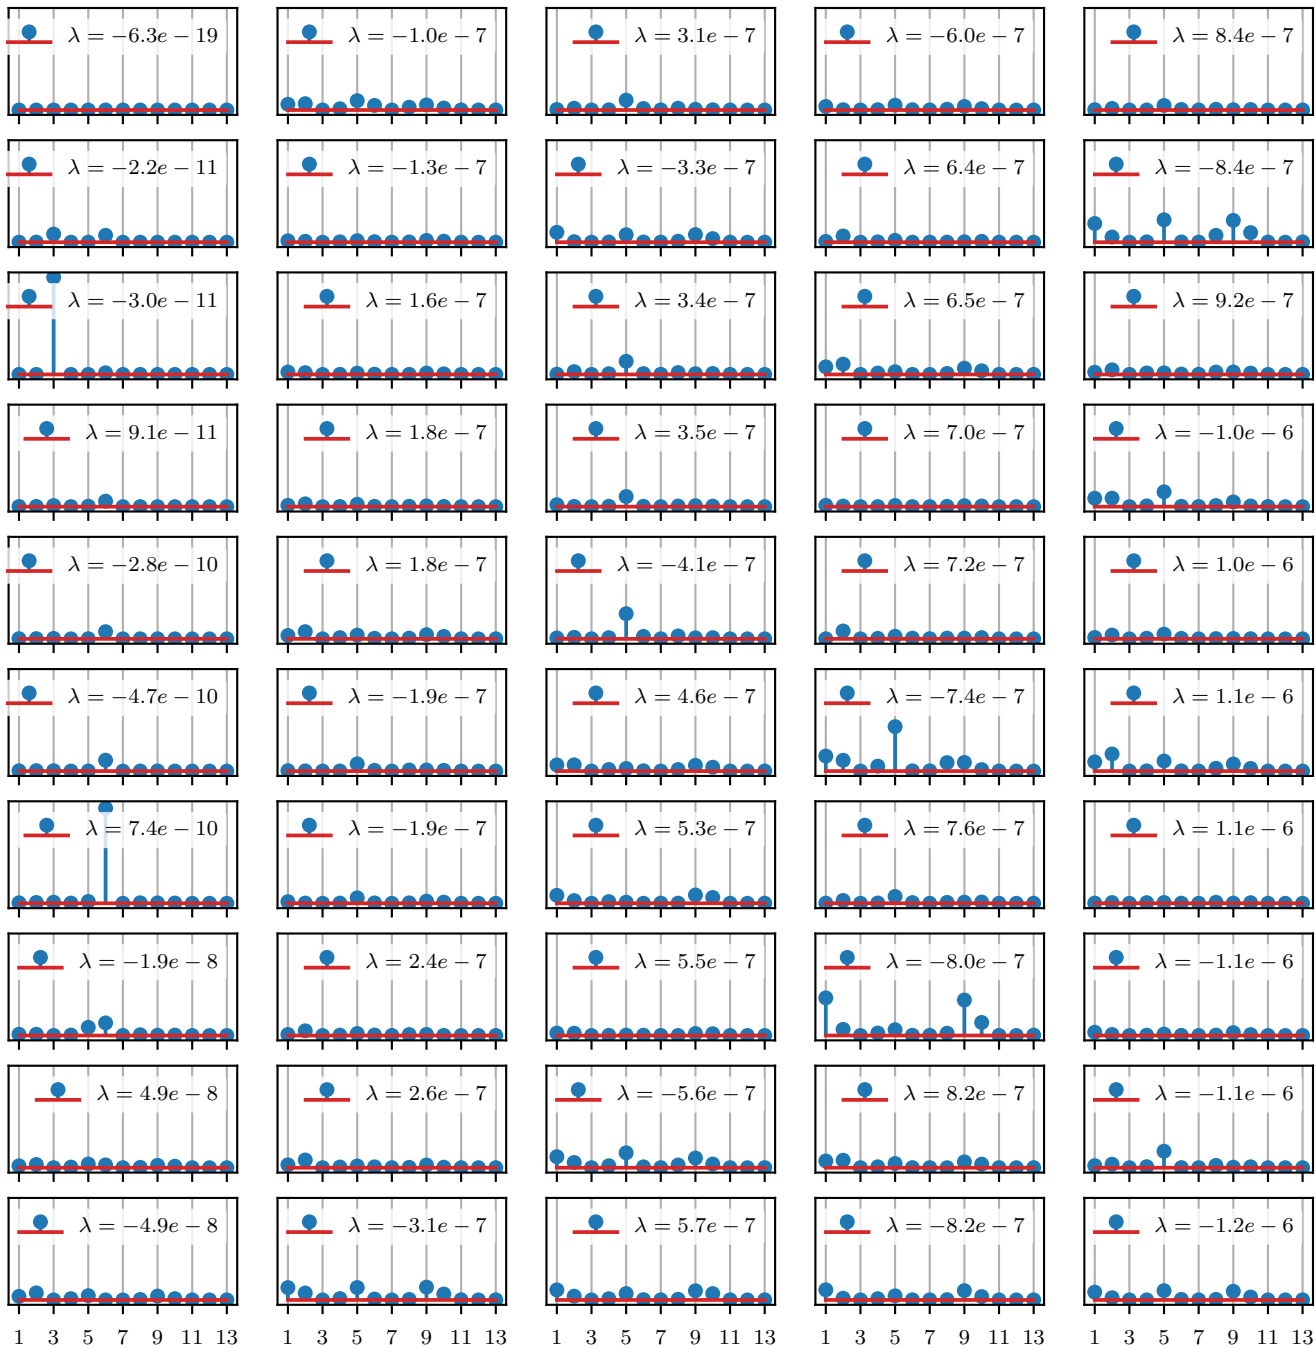 λ = −6.3e − 19 λ = −1.0e − 7 λ = 3.1e − 7 λ = −6.0e − 7 λ = 8.4e − 7
λ = −2.2e − 11 λ = −1.3e − 7 λ = −3.3e − 7 λ = 6.4e − 7 λ = −8.4e − 7
λ = −3.0e − 11 λ = 1.6e − 7 λ = 3.4e − 7 λ = 6.5e − 7 λ = 9.2e − 7
λ = 9.1e − 11 λ = 1.8e − 7 λ = 3.5e − 7 λ = 7.0e − 7 λ = −1.0e − 6
λ = −2.8e − 10 λ = 1.8e − 7 λ = −4.1e − 7 λ = 7.2e − 7 λ = 1.0e − 6
λ = −4.7e − 10 λ = −1.9e − 7 λ = 4.6e − 7 λ = −7.4e − 7 λ = 1.1e − 6
λ = 7.4e − 10 λ = −1.9e − 7 λ = 5.3e − 7 λ = 7.6e − 7 λ = 1.1e − 6
λ = −1.9e − 8 λ = 2.4e − 7 λ = 5.5e − 7 λ = −8.0e − 7 λ = −1.1e − 6
λ = 4.9e − 8 λ = 2.6e − 7 λ = −5.6e − 7 λ = 8.2e − 7 λ = −1.1e − 6
λ = −4.9e − 8 λ = −3.1e − 7 λ = 5.7e − 7 λ = −8.2e − 7 λ = −1.2e − 6
1 3 5 7 9 11 13 1 3 5 7 9 11 13 1 3 5 7 9 11 13 1 3 5 7 9 11 13 1 3 5 7 9 11 13